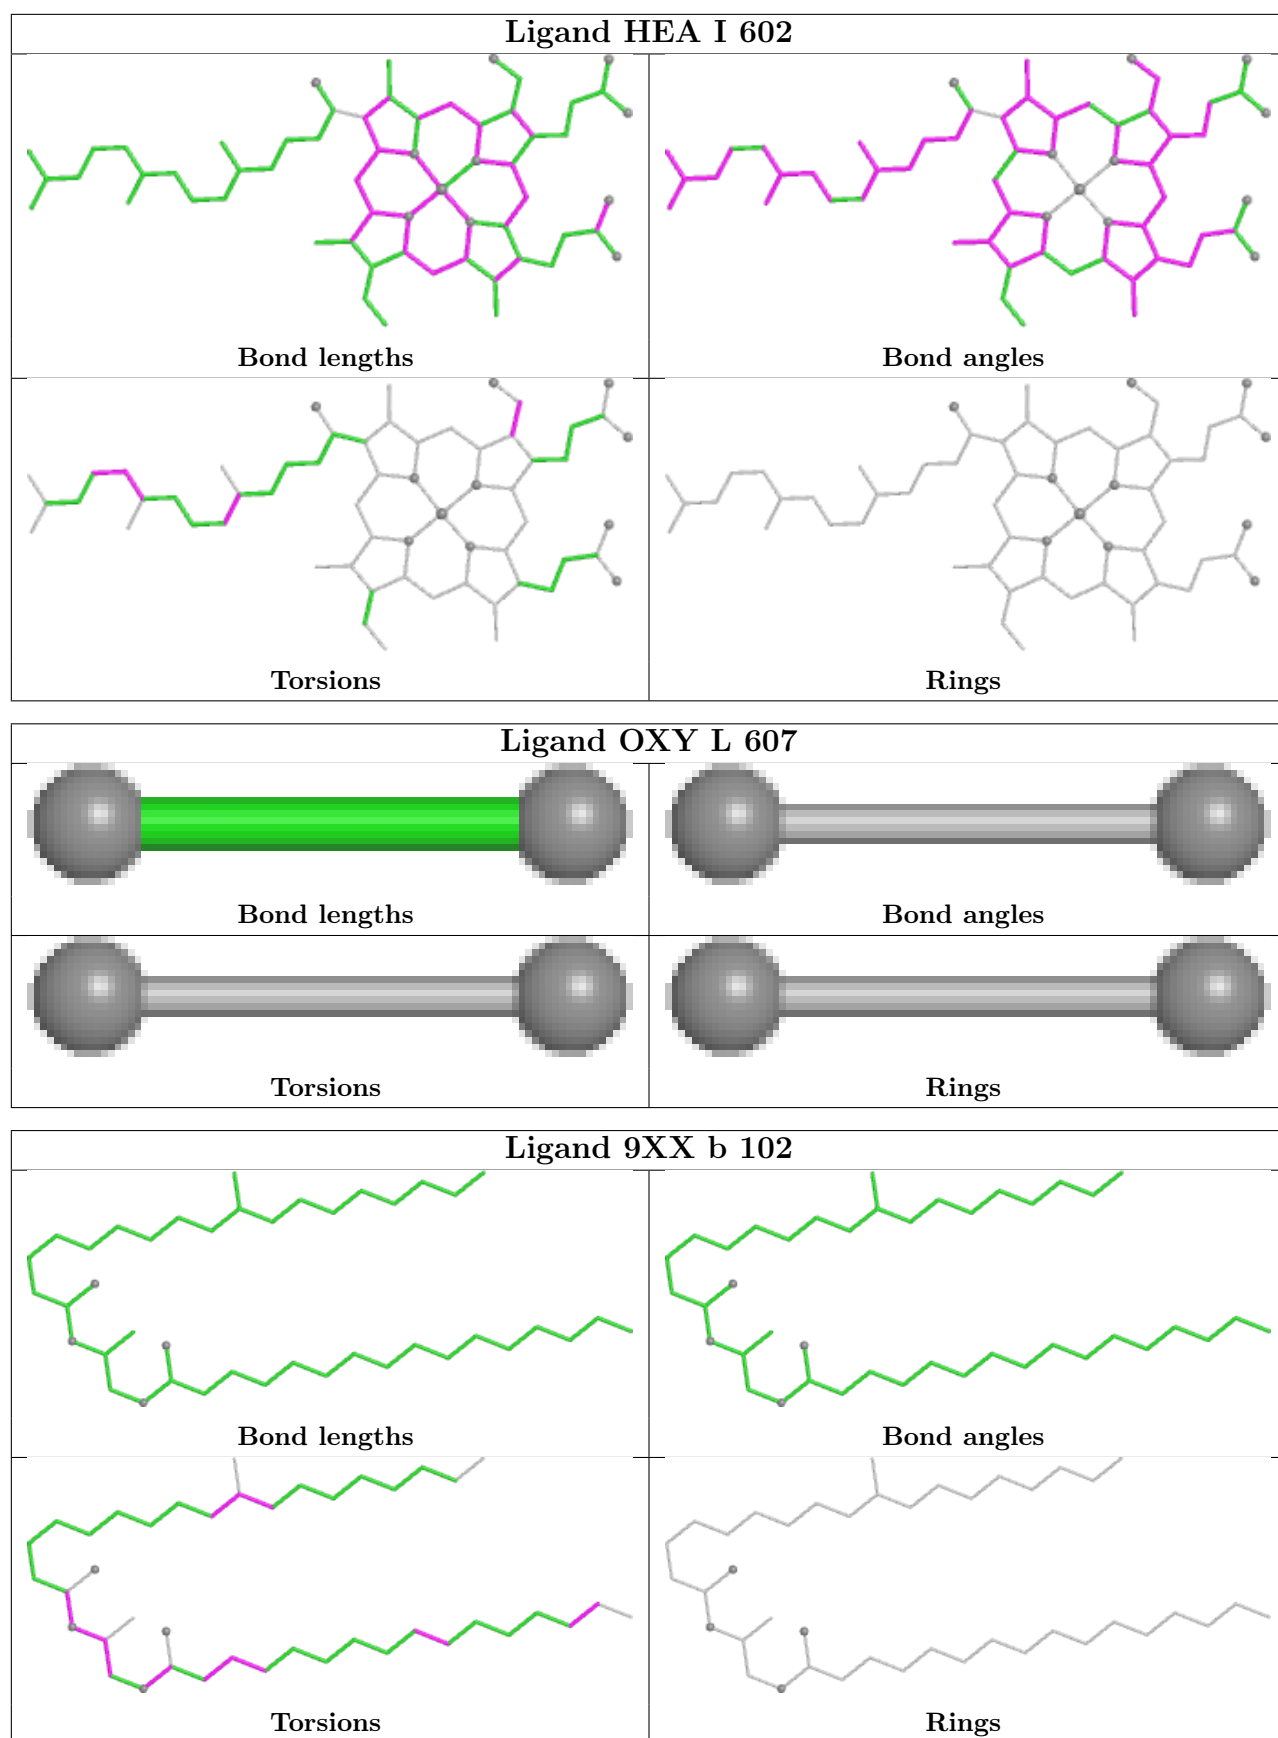 Ligand HEA I 602
Bond lengths
Bond angles
Torsions
Rings
Ligand OXY L 607
Bond lengths
Bond angles
Torsions
Rings
Ligand 9XX b 102
Bond lengths
Bond angles
Torsions
Rings